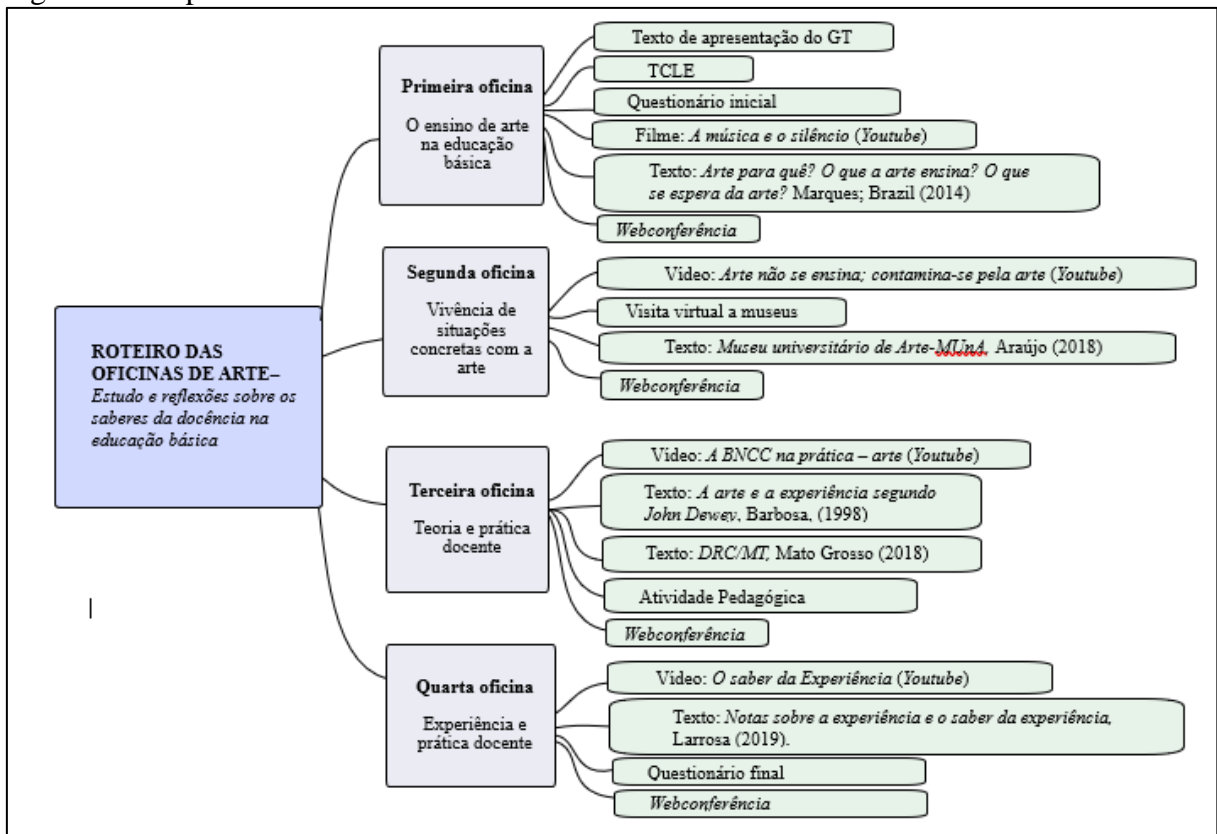 ROTEIRO DAS
OFICINAS DE ARTE–
Estudo e reflexões sobre os
saberes da docência na
educação básica
Primeira oficina
O ensino de arte
na educação
básica
Texto de apresentação do GT
TCLE
Questionário inicial
Filme: A música e o silêncio (Youtube)
Texto: Arte para quê? O que a arte ensina? O que
se espera da arte? Marques; Brazil (2014)
Webconferência
Segunda oficina
Vivência de
situações
concretas com a
arte
Vídeo: Arte não se ensina; contamina-se pela arte (Youtube)
Visita virtual a museus
Texto: Museu universitário de Arte-MUnA, Araújo (2018)
Webconferência
Terceira oficina
Teoria e prática
docente
Vídeo: A BNCC na prática – arte (Youtube)
Texto: A arte e a experiência segundo
John Dewey, Barbosa, (1998)
Texto: DRC/MT, Mato Grosso (2018)
Atividade Pedagógica
Webconferência
Quarta oficina
Experiência e
prática docente
Vídeo: O saber da Experiência (Youtube)
Texto: Notas sobre a experiência e o saber da experiência,
Larrosa (2019).
Questionário final
Webconferência